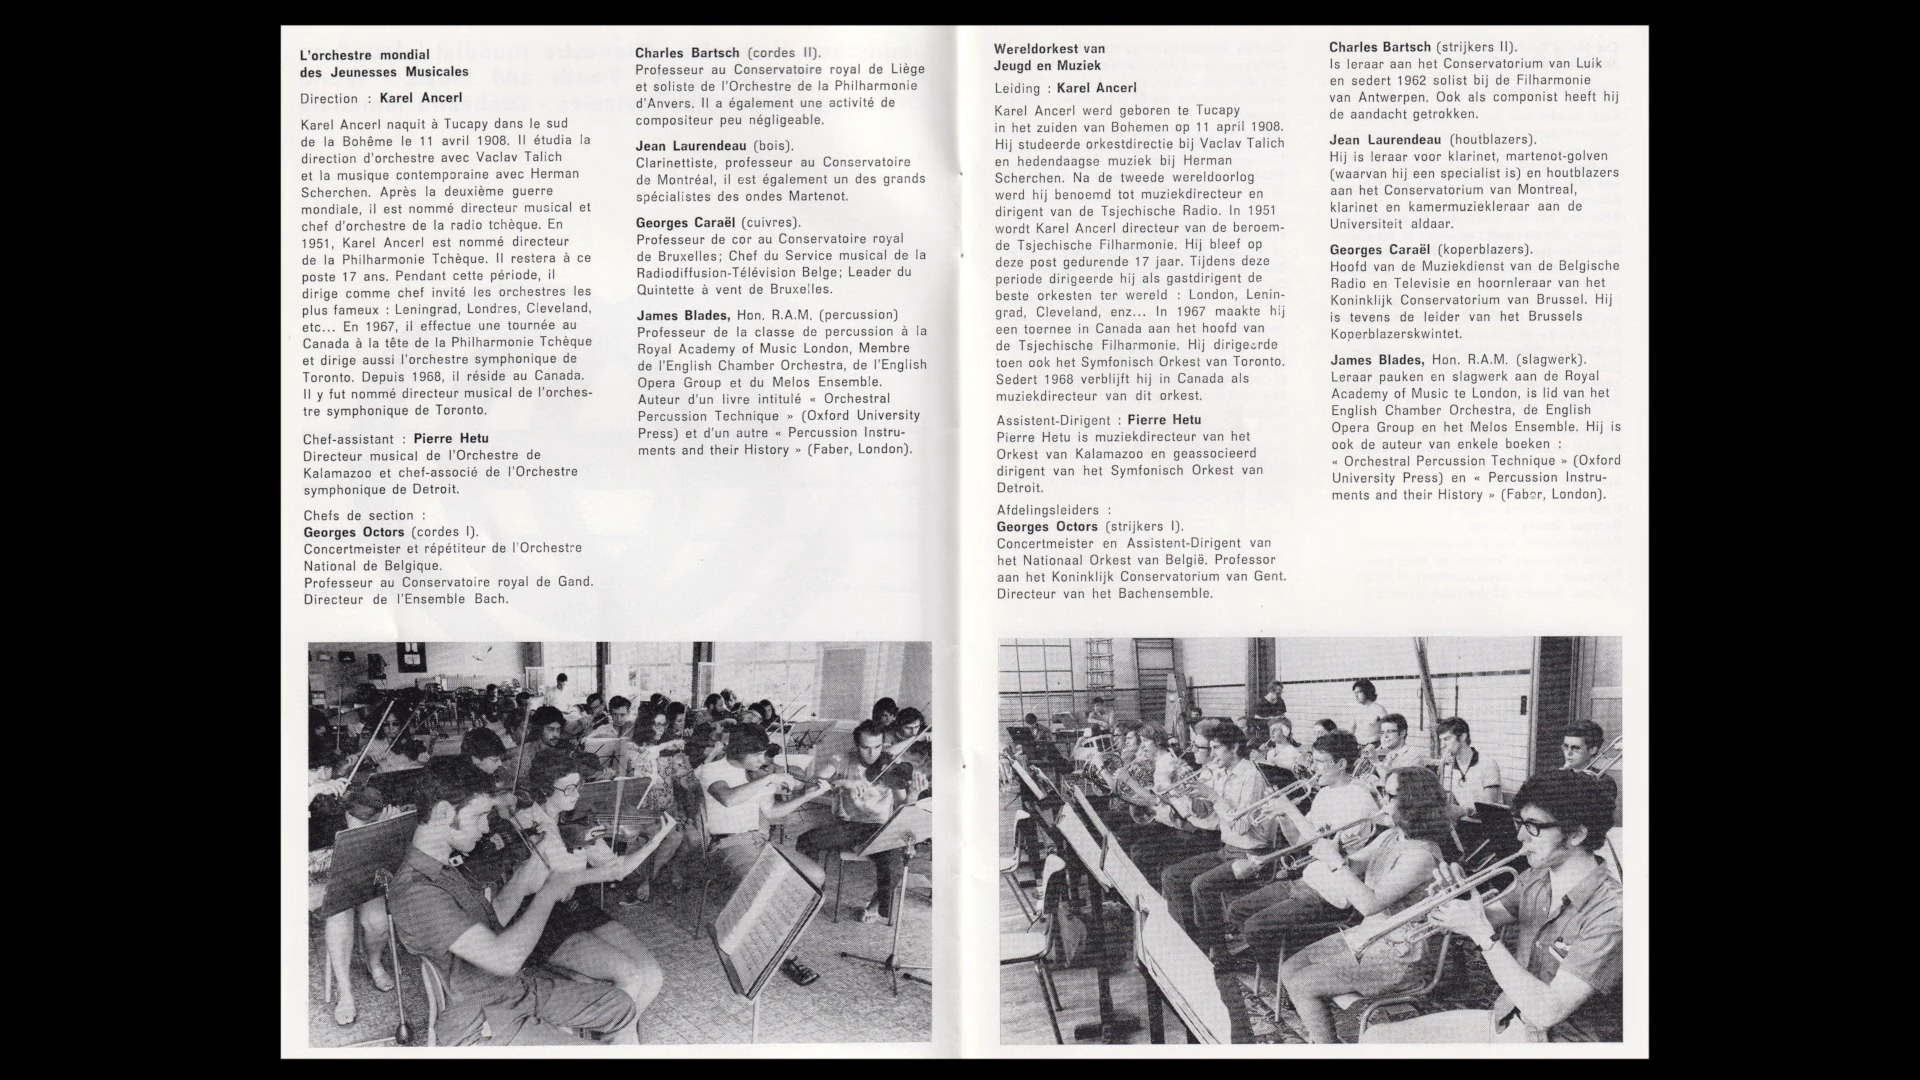 L'orchestre mondial
des Jeunesses Musicales
Direction : Karel Ancerl
Karel Ancerl naquit à Tucapy dans le sud
de la Bohême le 11 avril 1908. Il étudia la
direction d'orchestre avec Vaclav Talich
et la musique contemporaine avec Herman
Scherchen. Après la deuxième guerre
mondiale, il est nommé directeur musical et
chef d'orchestre de la radio tchèque. En
1951, Karel Ancerl est nommé directeur
de la Philharmonie Tchèque. Il restera à ce
poste 17 ans. Pendant cette période, il
dirige comme chef invité les orchestres les
plus fameux : Leningrad, Londres, Cleveland,
etc... En 1967, il effectue une tournée au
Canada à la tête de la Philharmonie Tchèque
et dirige aussi l'orchestre symphonique de
Toronto. Depuis 1968, il réside au Canada.
Il y fut nommé directeur musical de l'orches-
tre symphonique de Toronto.
Chef-assistant : Pierre Hetu
Directeur musical de l'Orchestre de
Kalamazoo et chef-associé de l'Orchestre
symphonique de Detroit.
Chefs de section :
Georges Octors (cordes I).
Concertmeister et répétiteur de l'Orchestre
National de Belgique.
Professeur au Conservatoire royal de Gand.
Directeur de l'Ensemble Bach.
Charles Bartsch (cordes II).
Professeur au Conservatoire royal de Liège
et soliste de l'Orchestre de la Philharmonie
d'Anvers. Il a également une activité de
compositeur peu négligeable.
Jean Laurendeau (bois).
Clarinettiste, professeur au Conservatoire
de Montréal, il est également un des grands
spécialistes des ondes Martenot.
Georges Caraël (cuivres).
Professeur de cor au Conservatoire royal
de Bruxelles; Chef du Service musical de la
Radiodiffusion-Télévision Belge; Leader du
Quintette à vent de Bruxelles.
James Blades, Hon. R.A.M. (percussion)
Professeur de la classe de percussion à la
Royal Academy of Music London, Membre
de l'English Chamber Orchestra, de l'English
Opera Group et du Melos Ensemble.
Auteur d'un livre intitulé « Orchestral
Percussion Technique » (Oxford University
Press) et d'un autre « Percussion Instru-
ments and their History » (Faber, London).
Wereldorkest van
Jeugd en Muziek
Leiding : Karel Ancerl
Karel Ancerl werd geboren te Tucapy
in het zuiden van Bohemen op 11 april 1908.
Hij studeerde orkestdirectie bij Vaclav Talich
en hedendaagse muziek bij Herman
Scherchen. Na de tweede wereldoorlog
werd hij benoemd tot muziekdirecteur en
dirigent van de Tsjechische Radio. In 1951
wordt Karel Ancerl directeur van de beroem-
de Tsjechische Filharmonie. Hij bleef op
deze post gedurende 17 jaar. Tijdens deze
periode dirigeerde hij als gastdirigent de
beste orkesten ter wereld : London, Lenin-
grad, Cleveland, enz... In 1967 maakte hij
een toernee in Canada aan het hoofd van
de Tsjechische Filharmonie. Hij dirigeerde
toen ook het Symfonisch Orkest van Toronto.
Sedert 1968 verblijft hij in Canada als
muziekdirecteur van dit orkest.
Assistent-Dirigent : Pierre Hetu
Pierre Hetu is muziekdirecteur van het
Orkest van Kalamazoo en geassocieerd
dirigent van het Symfonisch Orkest van
Detroit.
Afdelingsleiders :
Georges Octors (strijkers I).
Concertmeister en Assistent-Dirigent van
het Nationaal Orkest van België. Professor
aan het Koninklijk Conservatorium van Gent.
Directeur van het Bachensemble.
Charles Bartsch (strijkers II).
Is leraar aan het Conservatorium van Luik
en sedert 1962 solist bij de Filharmonie
van Antwerpen. Ook als componist heeft hij
de aandacht getrokken.
Jean Laurendeau (houtblazers).
Hij is leraar voor klarinet, martenot-golven
(waarvan hij een specialist is) en houtblazers
aan het Conservatorium van Montreal,
klarinet en kamermuziekleraar aan de
Universiteit aldaar.
Georges Caraël (koperblazers).
Hoofd van de Muziekdienst van de Belgische
Radio en Televisie en hoornleraar van het
Koninklijk Conservatorium van Brussel. Hij
is tevens de leider van het Brussels
Koperblazerskwintet.
James Blades, Hon. R.A.M. (slagwerk).
Leraar pauken en slagwerk aan de Royal
Academy of Music te London, is lid van het
English Chamber Orchestra, de English
Opera Group en het Melos Ensemble. Hij is
ook de auteur van enkele boeken :
« Orchestral Percussion Technique » (Oxford
University Press) en « Percussion Instru-
ments and their History » (Faber, London).